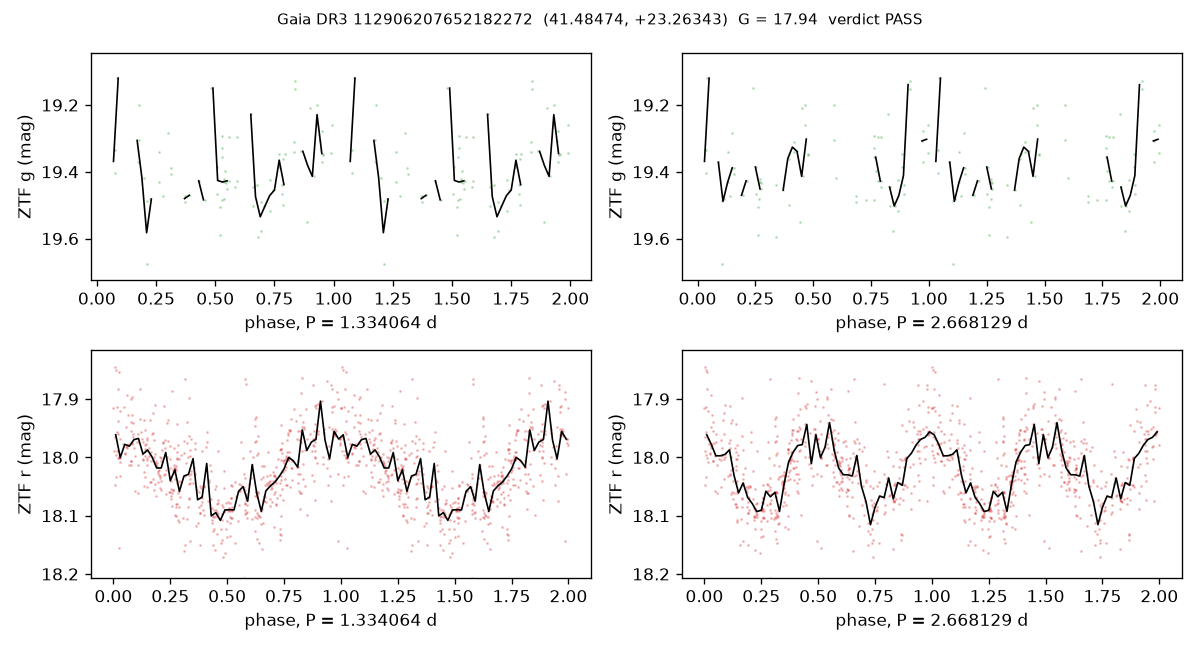 Gaia DR3 112906207652182272 (41.48474, +23.26343) G = 17.94 verdict PASS
ZTF g (mag)
19.2
19.4
19.6
0.00 0.25 0.50 0.75 1.00 1.25 1.50 1.75 2.00
phase, P = 1.334064 d
ZTF g (mag)
19.2
19.4
19.6
0.00 0.25 0.50 0.75 1.00 1.25 1.50 1.75 2.00
phase, P = 2.668129 d
ZTF r (mag)
17.9
18.0
18.1
18.2
0.00 0.25 0.50 0.75 1.00 1.25 1.50 1.75 2.00
phase, P = 1.334064 d
ZTF r (mag)
17.9
18.0
18.1
18.2
0.00 0.25 0.50 0.75 1.00 1.25 1.50 1.75 2.00
phase, P = 2.668129 d